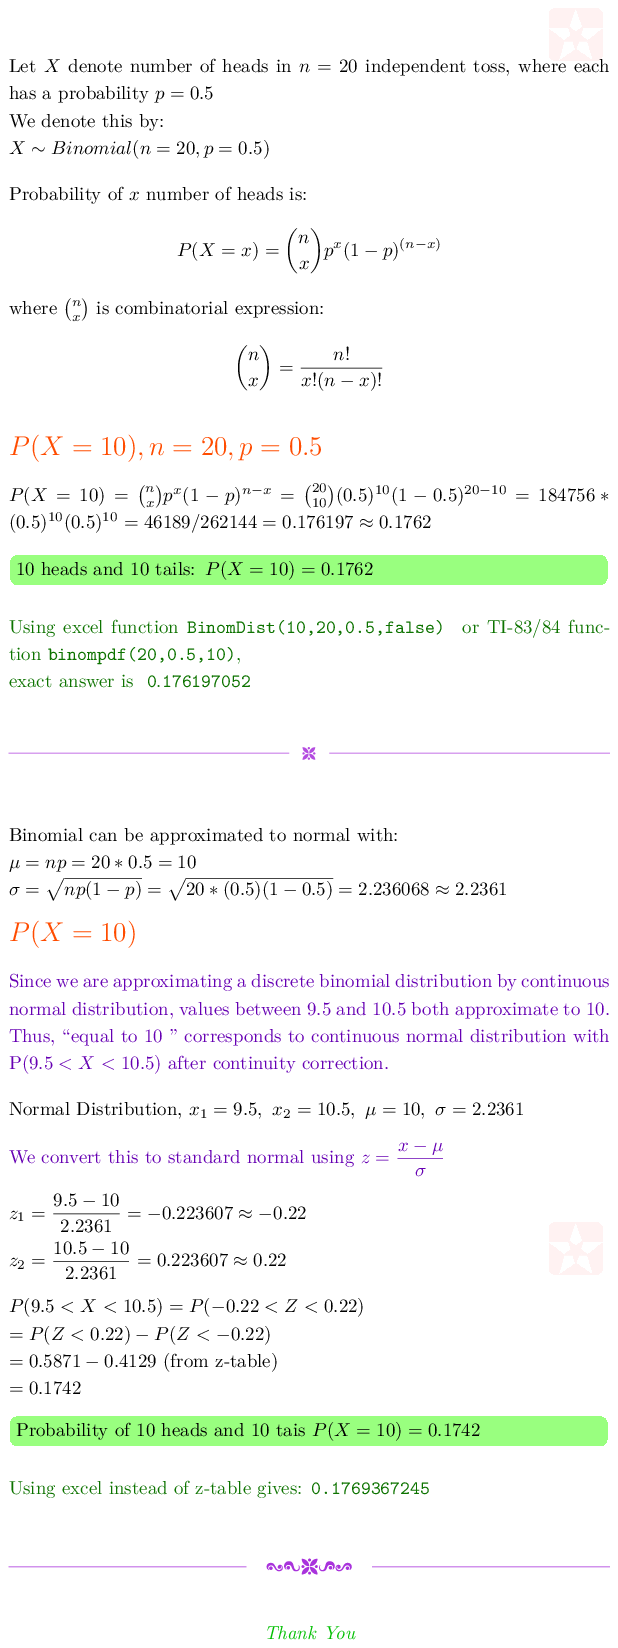 Let X denote number of heads in n = 20 independent toss, where each
has a probability p = 0.5
We denote this by:
X ∼ Binomial(n = 20, p = 0.5)
Probability of x number of heads is:
P(X = x) = \binom{n}{x} p^x (1 − p)^{(n−x)}
where \binom{n}{x} is combinatorial expression:
\binom{n}{x} = \frac{n!}{x!(n − x)!}
P(X = 10), n = 20, p = 0.5
P(X = 10) = \binom{n}{x} p^x (1 − p)^{n−x} = \binom{20}{10} (0.5)^{10} (1 − 0.5)^{20−10} = 184756 ∗
(0.5)^{10} (0.5)^{10} = 46189/262144 = 0.176197 ≈ 0.1762
10 heads and 10 tails: P(X = 10) = 0.1762
Using excel function BinomDist(10,20,0.5,false) or TI-83/84 func-
tion binompdf(20,0.5,10),
exact answer is 0.176197052
Binomial can be approximated to normal with:
μ = np = 20 ∗ 0.5 = 10
σ = \sqrt{np(1 − p)} = \sqrt{20 ∗ (0.5)(1 − 0.5)} = 2.236068 ≈ 2.2361
P(X = 10)
Since we are approximating a discrete binomial distribution by continuous
normal distribution, values between 9.5 and 10.5 both approximate to 10.
Thus, “equal to 10 ” corresponds to continuous normal distribution with
P(9.5 < X < 10.5) after continuity correction.
Normal Distribution, x_1 = 9.5, x_2 = 10.5, μ = 10, σ = 2.2361
We convert this to standard normal using z = \frac{x − μ}{σ}
z_1 = \frac{9.5 − 10}{2.2361} = −0.223607 ≈ −0.22
z_2 = \frac{10.5 − 10}{2.2361} = 0.223607 ≈ 0.22
P(9.5 < X < 10.5) = P(−0.22 < Z < 0.22)
= P(Z < 0.22) − P(Z < −0.22)
= 0.5871 − 0.4129 (from z-table)
= 0.1742
Probability of 10 heads and 10 tais P(X = 10) = 0.1742
Using excel instead of z-table gives: 0.1769367245
Thank You